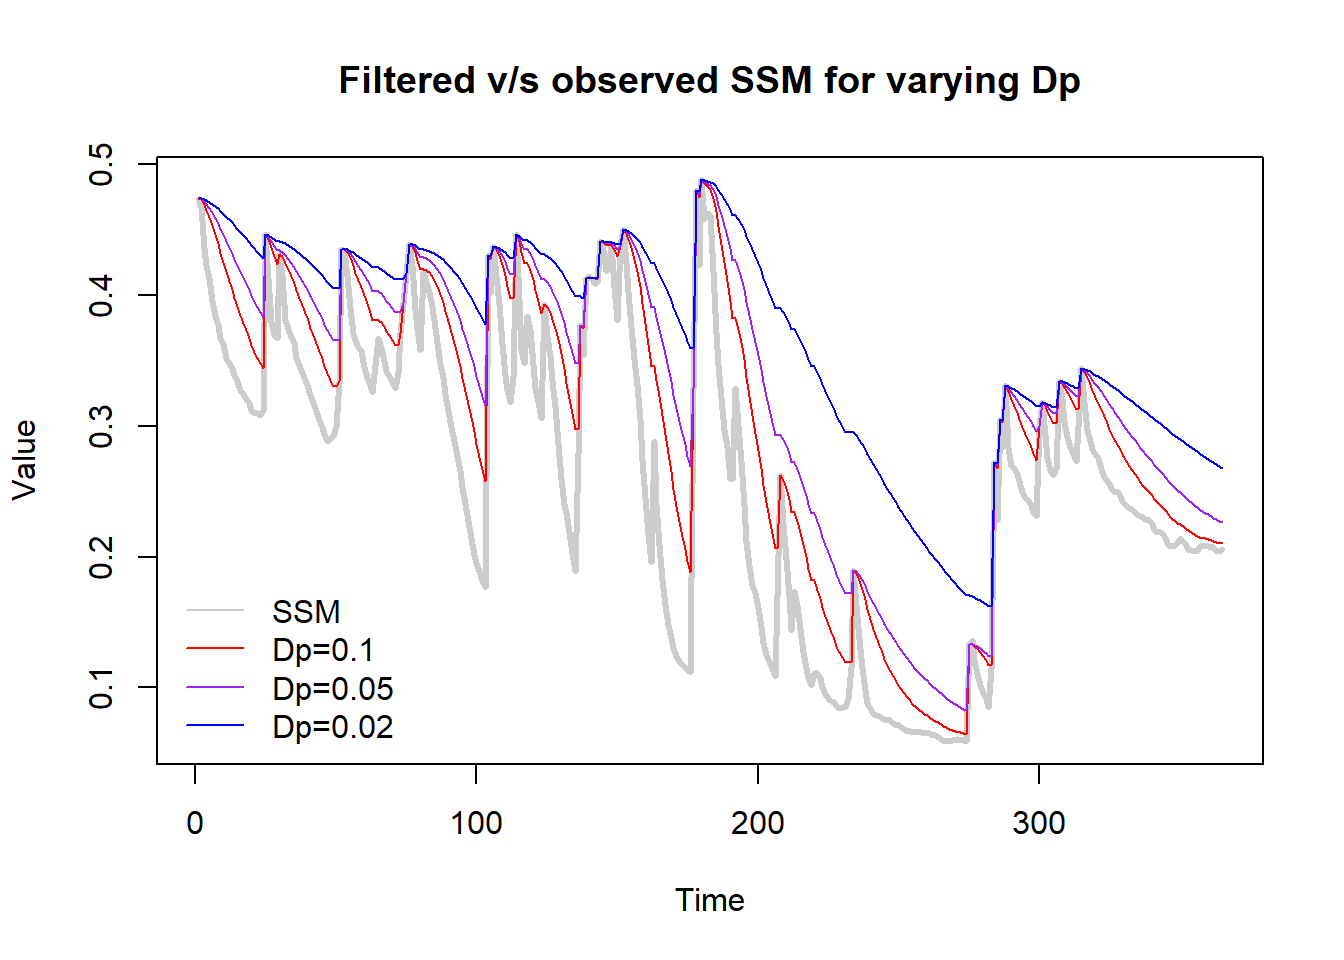 Filtered v/s observed SSM for varying Dp
Value
0.5
0.4
0.3
0.2
0.1
SSM
Dp=0.1
Dp=0.05
Dp=0.02
0 100 200 300
Time